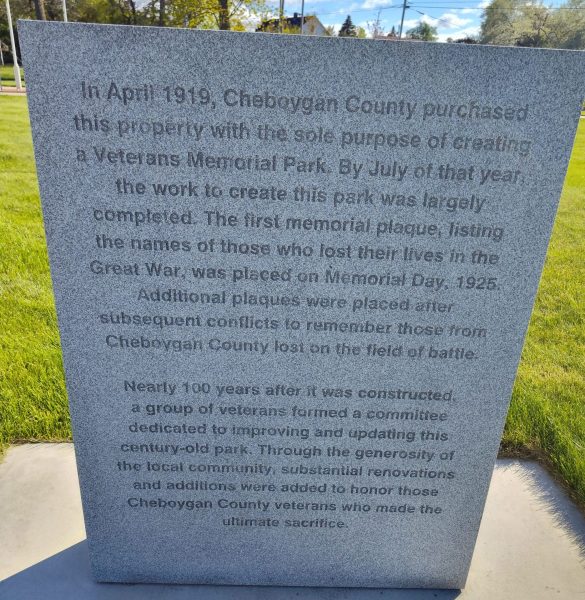 In April 1919, Cheboygan County purchased
this property with the sole purpose of creating
a Veterans Memorial Park. By July of that year,
the work to create this park was largely
completed. The first memorial plaque, listing
the names of those who lost their lives in the
Great War, was placed on Memorial Day, 1925.
Additional plaques were placed after
subsequent conflicts to remember those from
Cheboygan County lost on the field of battle.
Nearly 100 years after it was constructed,
a group of veterans formed a committee
dedicated to improving and updating this
century-old park. Through the generosity of
the local community, substantial renovations
and additions were added to honor those
Cheboygan County veterans who made the
ultimate sacrifice.